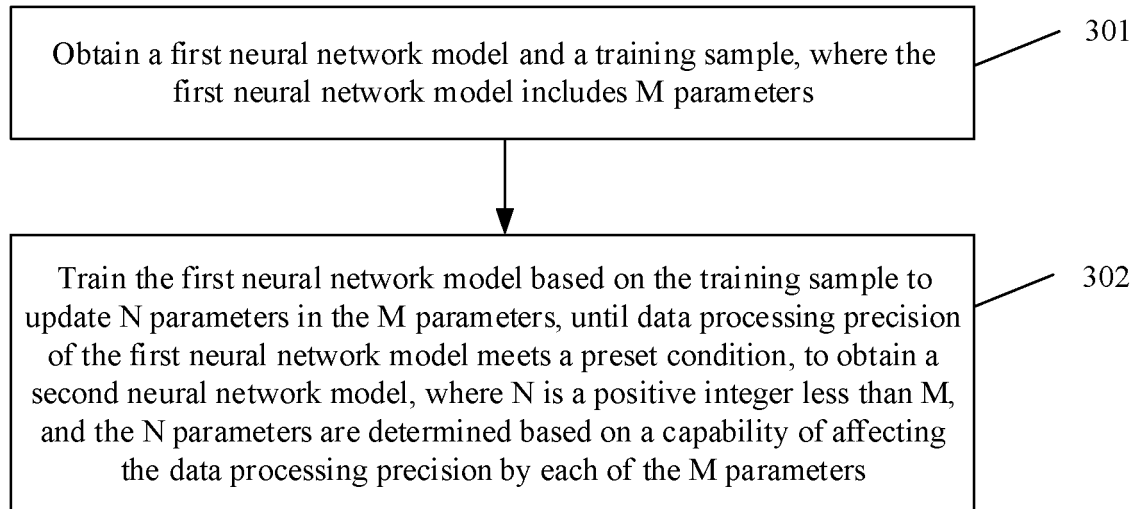 Obtain a first neural network model and a training sample, where the
first neural network model includes M parameters
301
Train the first neural network model based on the training sample to
update N parameters in the M parameters, until data processing precision
of the first neural network model meets a preset condition, to obtain a
second neural network model, where N is a positive integer less than M,
and the N parameters are determined based on a capability of affecting
the data processing precision by each of the M parameters
302